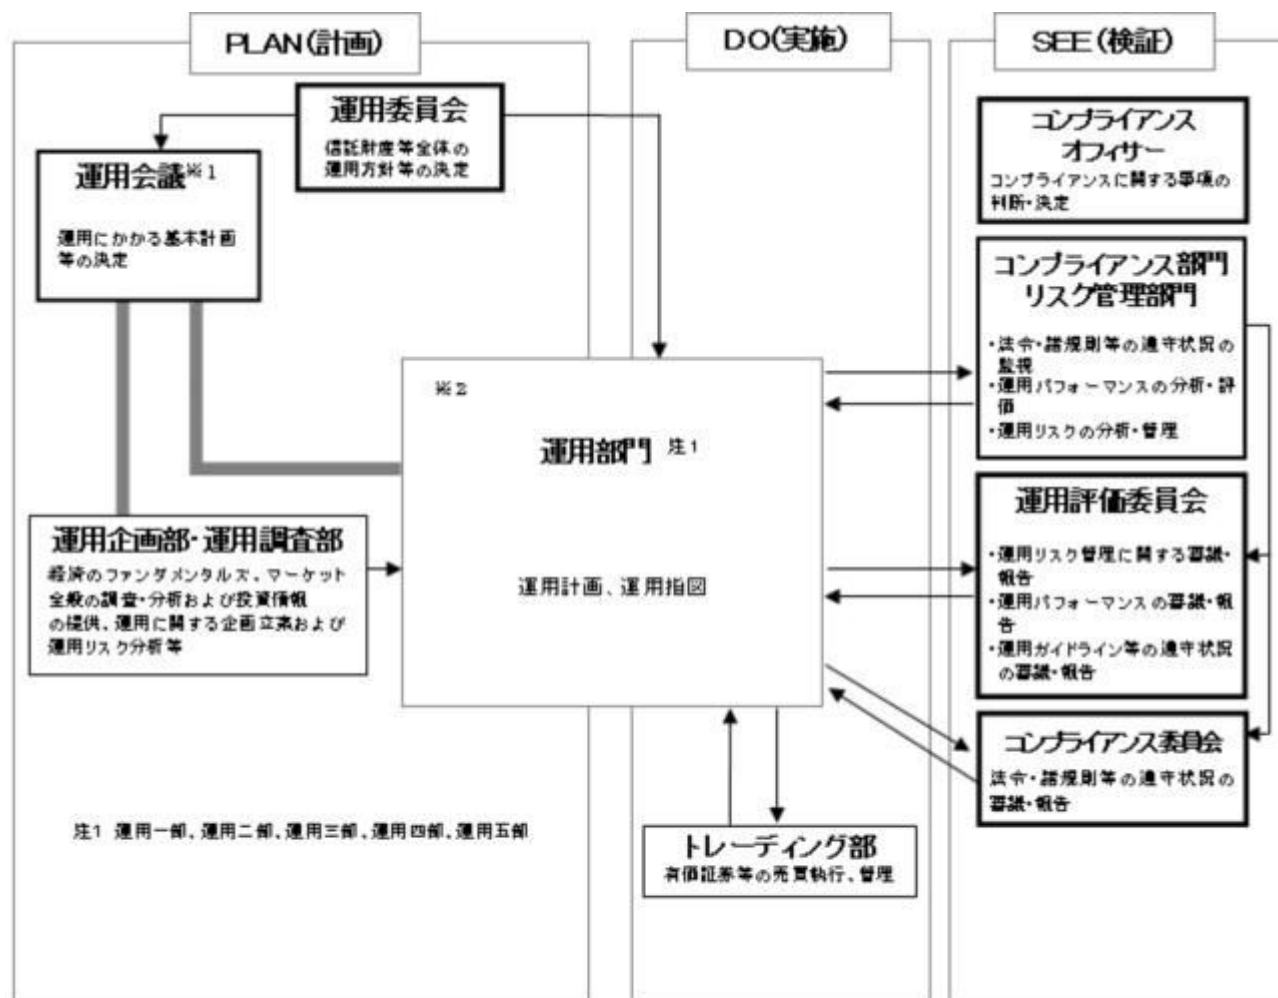 PLAN(計画)
DO(実施)
SEE(検証)
運用委員会
信託財産等全体の
運用方針等の決定
運用会議※1
運用にかかる基本計画
等の決定
運用企画部・運用調査部
経済のファンダメンタルズ、マーケット
全般の調査・分析および投資情報
の提供、運用に関する企画立案および
運用リスク分析等
※2
運用部門 注1
運用計画、運用指図
注1 運用一部、運用二部、運用三部、運用四部、運用五部
トレーディング部
有価証券等の売買執行、管理
コンプライアンス
オフィサー
コンプライアンスに関する事項の
判断・決定
コンプライアンス部門
リスク管理部門
・法令・諸規則等の遵守状況の
監視
・運用パフォーマンスの分析・評
価
・運用リスクの分析・管理
運用評価委員会
・運用リスク管理に関する審議・
報告
・運用パフォーマンスの審議・報
告
・運用ガイドライン等の遵守状況
の審議・報告
コンプライアンス委員会
法令・諸規則等の遵守状況の
審議・報告